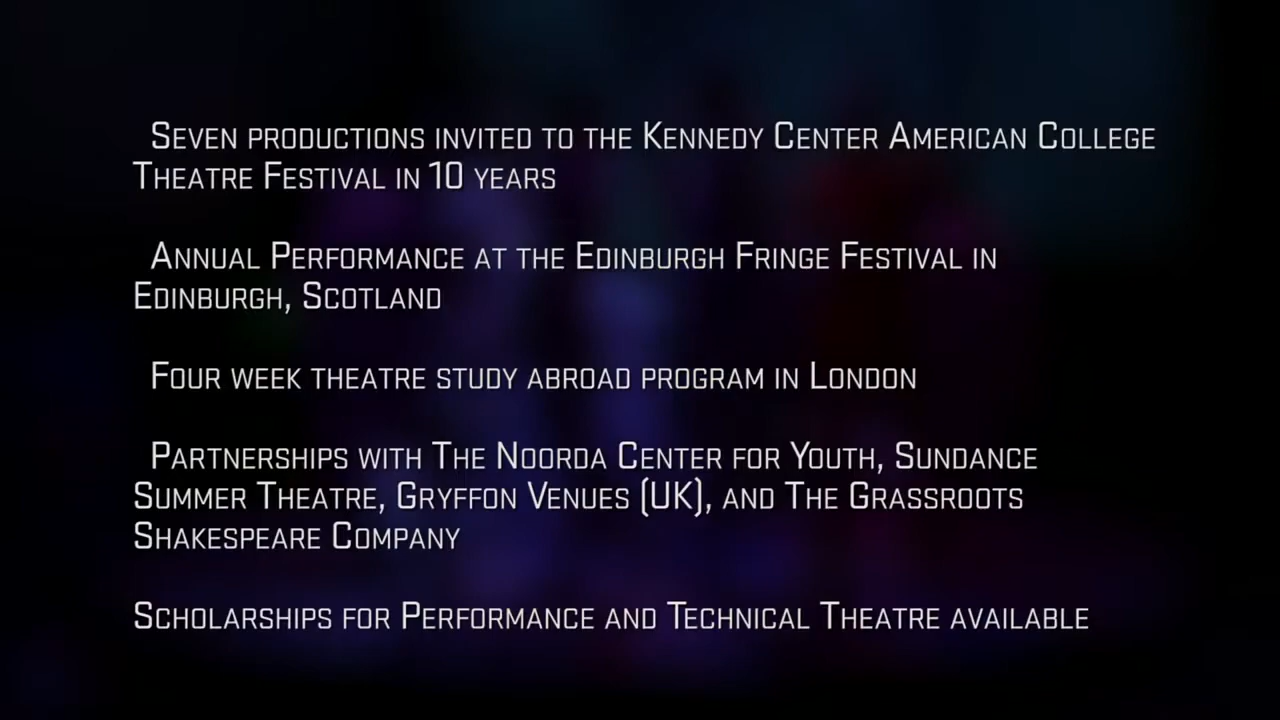 Seven productions invited to the Kennedy Center American College
Theatre Festival in 10 years
Annual Performance at the Edinburgh Fringe Festival in
Edinburgh, Scotland
Four week theatre study abroad program in London
Partnerships with The Noorda Center for Youth, Sundance
Summer Theatre, Gryffon Venues (UK), and The Grassroots
Shakespeare Company
Scholarships for Performance and Technical Theatre available